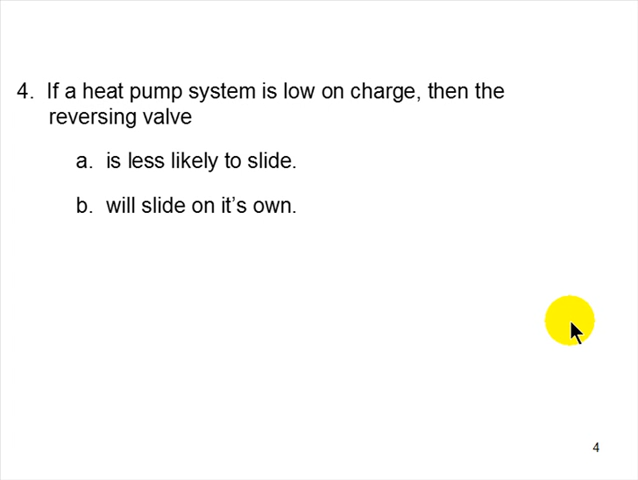 4. If a heat pump system is low on charge, then the
reversing valve
a. is less likely to slide.
b. will slide on it’s own.
4